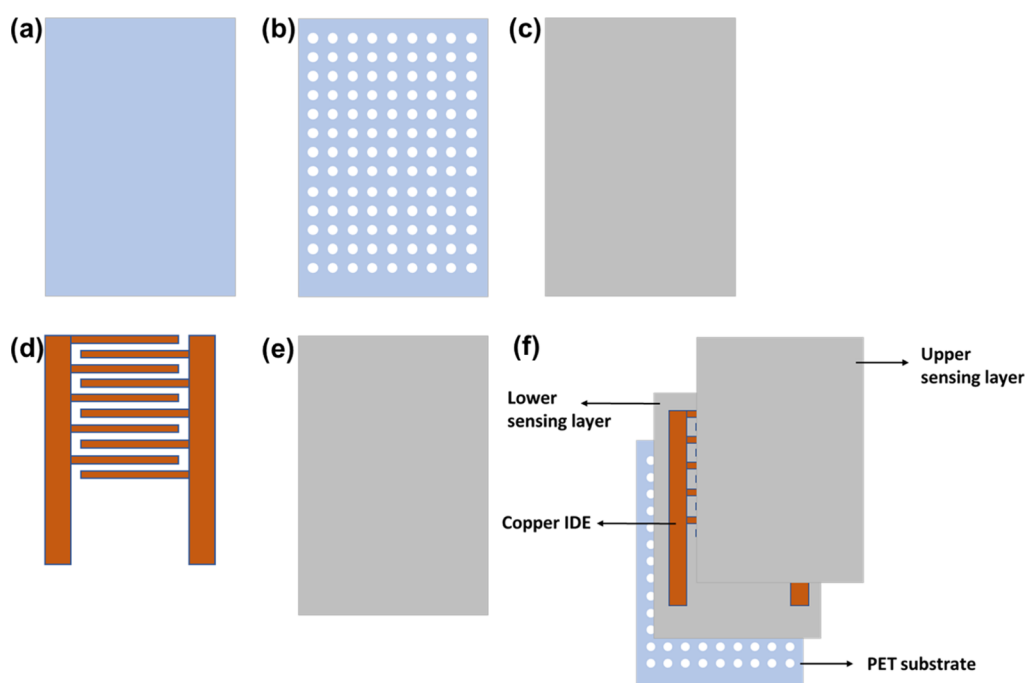 (a)
(b)
(c)
(d)
(e)
(f)
Upper
sensing layer
Lower
sensing layer
Copper IDE
PET substrate